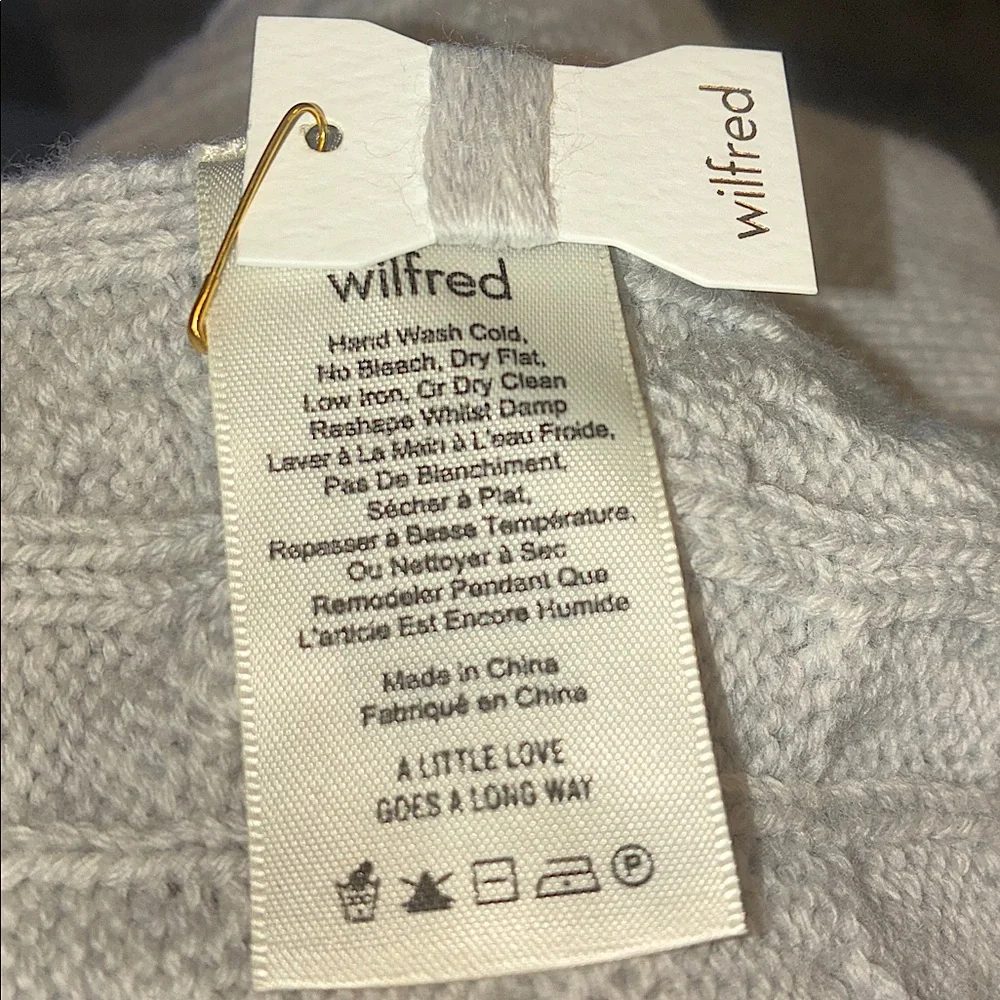 wilfred
wilfred
Hand Wash Cold,
No Bleach, Dry Flat,
Low Iron, Or Dry Clean
Reshape Whilst Damp
Laver à La Main à L'eau Froide,
Pas De Blanchiment,
Sécher à Plat,
Repasser à Basse Température,
Ou Nettoyer à Sec
Remodeler Pendant Que
L'article Est Encore Humide
Made in China
Fabriqué en China
A LITTLE LOVE
GOES A LONG WAY
P